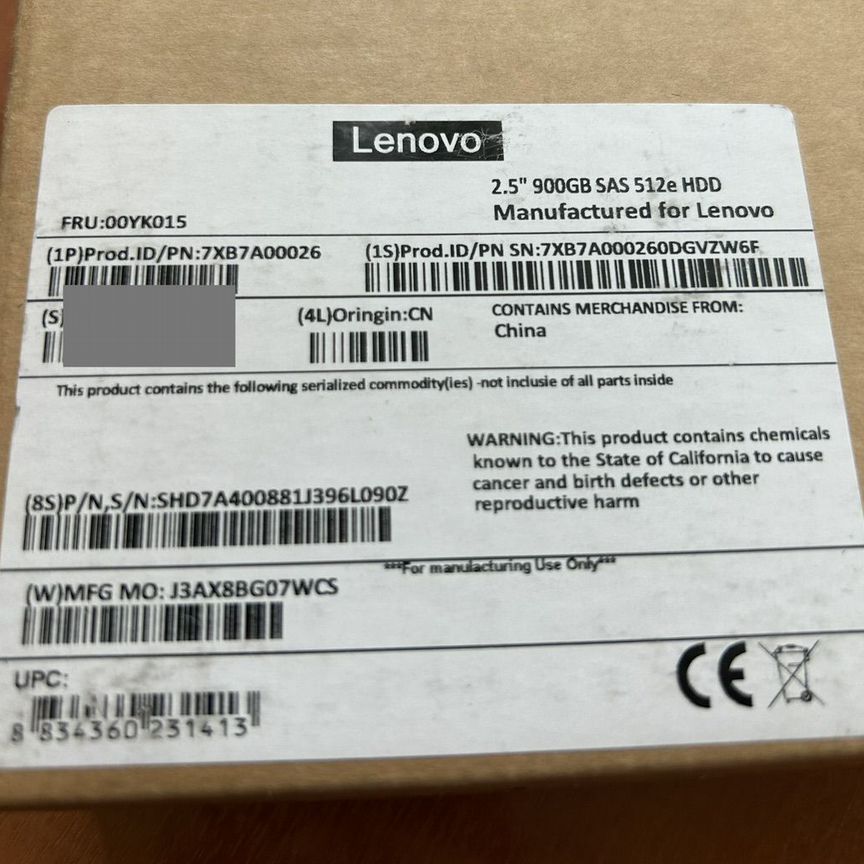 Lenovo
2.5" 900GB SAS 512e HDD
Manufactured for Lenovo
FRU:00YK015
(1P)Prod.ID/PN:7XB7A00026
(1S)Prod.ID/PN SN:7XB7A000260DGVZW6F
(S)
(4L)Oringin:CN
CONTAINS MERCHANDISE FROM:
China
This product contains the following serialized commodity(ies) -not inclusie of all parts inside
WARNING:This product contains chemicals
known to the State of California to cause
cancer and birth defects or other
reproductive harm
(8S)P/N,S/N:SHD7A400881J396L090Z
***For manufacturing Use Only***
(W)MFG MO: J3AX8BG07WCS
UPC:
8 834360 231413
CE